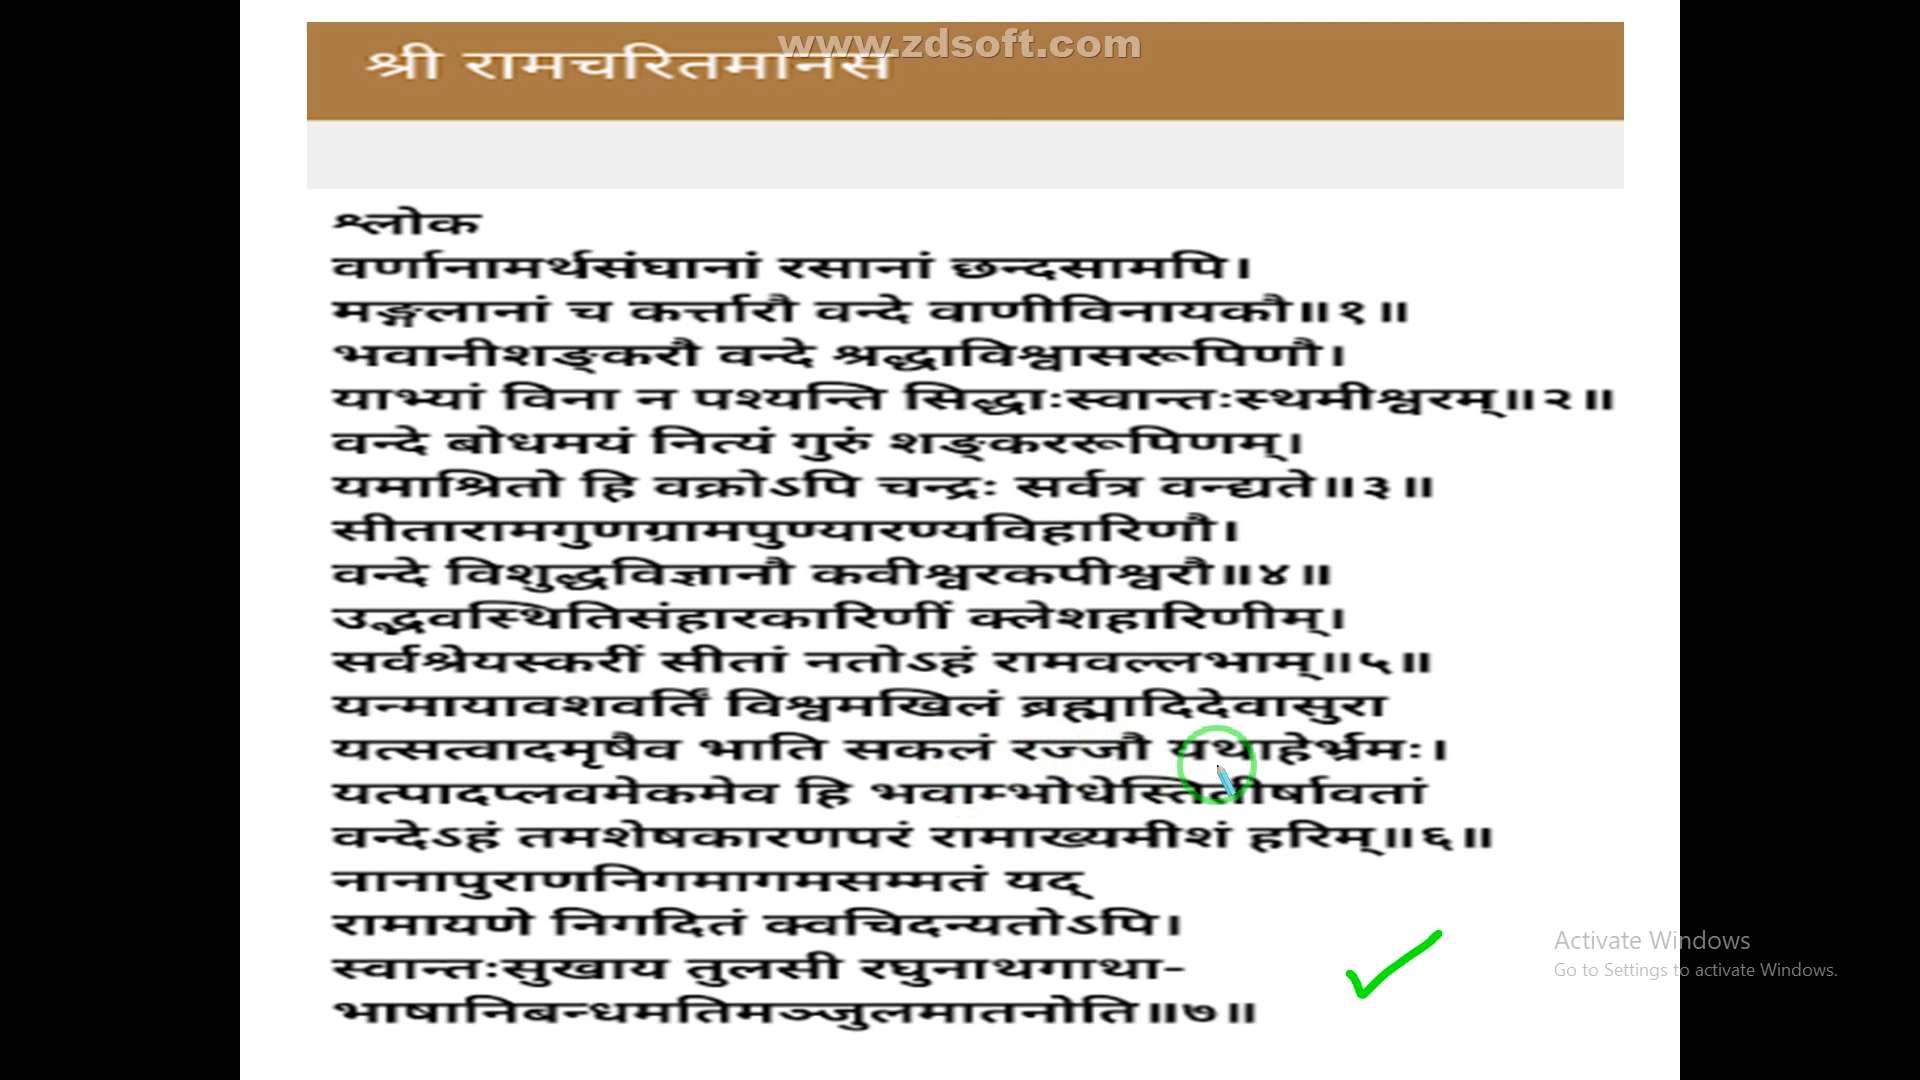 www.zdsoft.com
श्री रामचरितमानस
श्लोक
वर्णानामर्थसंघानां रसानां छन्दसामपि।
मङ्गलानां च कर्त्तारौ वन्दे वाणीविनायकौ॥१॥
भवानीशङ्करौ वन्दे श्रद्धाविश्वासरूपिणौ।
याभ्यां विना न पश्यन्ति सिद्धाःस्वान्तःस्थमीश्वरम्॥२॥
वन्दे बोधमयं नित्यं गुरुं शङ्कररूपिणम्।
यमाश्रितो हि वक्रोऽपि चन्द्रः सर्वत्र वन्द्यते॥३॥
सीतारामगुणग्रामपुण्यारण्यविहारिणौ।
वन्दे विशुद्धविज्ञानौ कवीश्वरकपीश्वरौ॥४॥
उद्भवस्थितिसंहारकारिणीं क्लेशहारिणीम्।
सर्वश्रेयस्करीं सीतां नतोऽहं रामवल्लभाम्॥५॥
यन्मायावशवर्तिं विश्वमखिलं ब्रह्मादिदेवासुरा
यत्सत्वादमृषैव भाति सकलं रज्जौ यथाहेर्भ्रमः।
यत्पादप्लवमेकमेव हि भवाम्भोधेस्तितीर्षावतां
वन्देऽहं तमशेषकारणपरं रामाख्यमीशं हरिम्॥६॥
नानापुराणनिगमागमसम्मतं यद्
रामायणे निगदितं क्वचिदन्यतोऽपि।
स्वान्तःसुखाय तुलसी रघुनाथगाथा-
भाषानिबन्धमतिमञ्जुलमातनोति॥७॥
Activate Windows
Go to Settings to activate Windows.